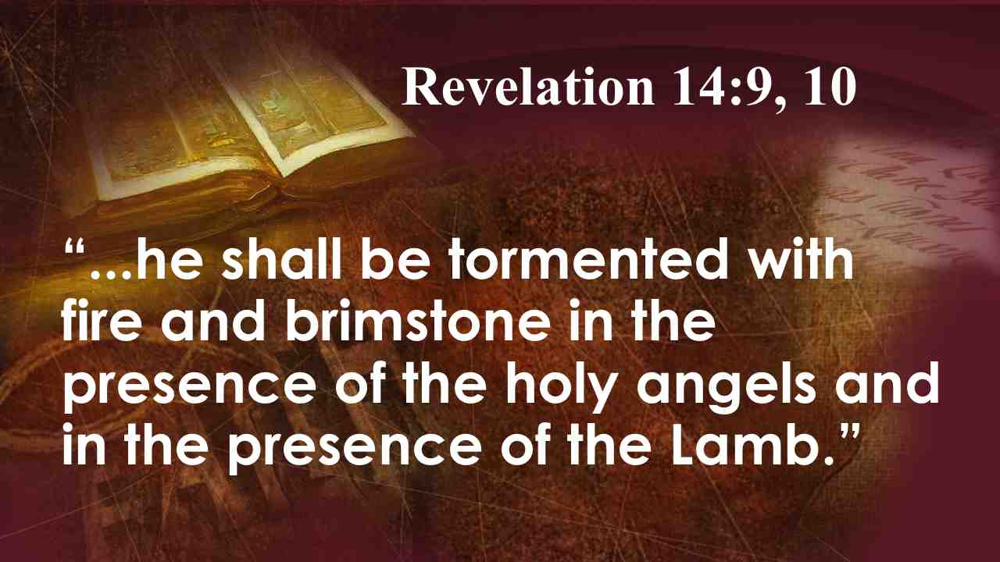 Revelation 14:9, 10
“...he shall be tormented with
fire and brimstone in the
presence of the holy angels and
in the presence of the Lamb.”